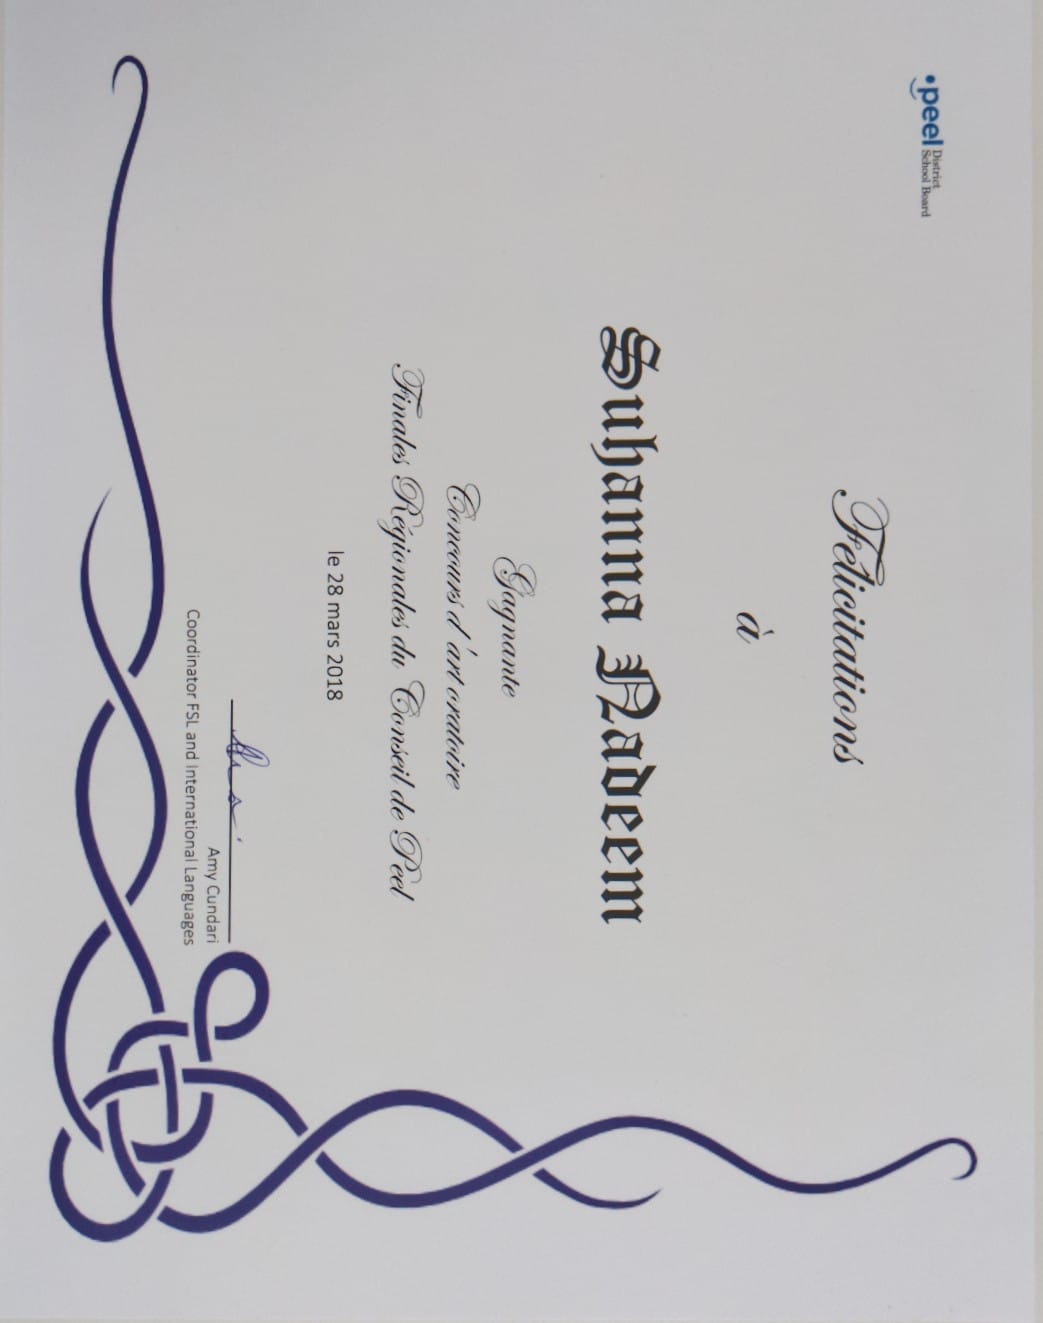 peel District
School Board
Félicitations
à
Suhanna Nadeem
Gagnante
Concours d'art oratoire
Finales Régionales du Conseil de Peel
le 28 mars 2018
Amy Cundari
Coordinator FSL and International Languages